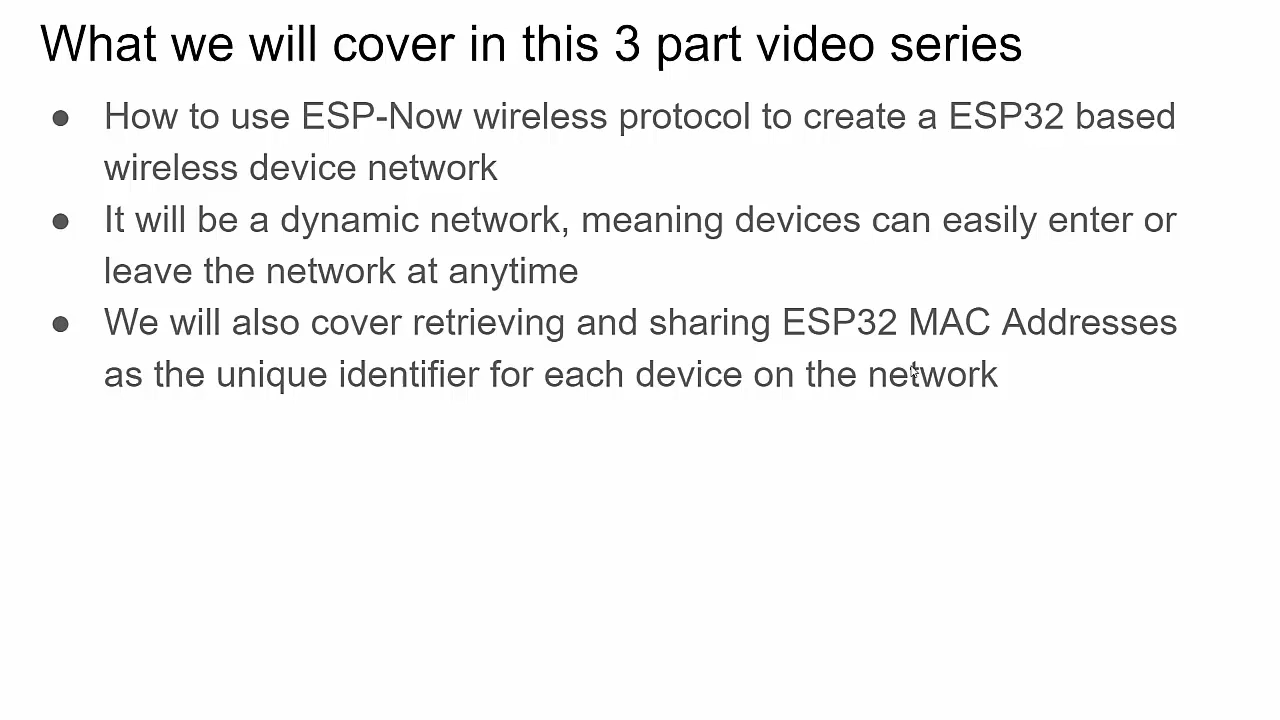 What we will cover in this 3 part video series
● How to use ESP-Now wireless protocol to create a ESP32 based
wireless device network
● It will be a dynamic network, meaning devices can easily enter or
leave the network at anytime
● We will also cover retrieving and sharing ESP32 MAC Addresses
as the unique identifier for each device on the network